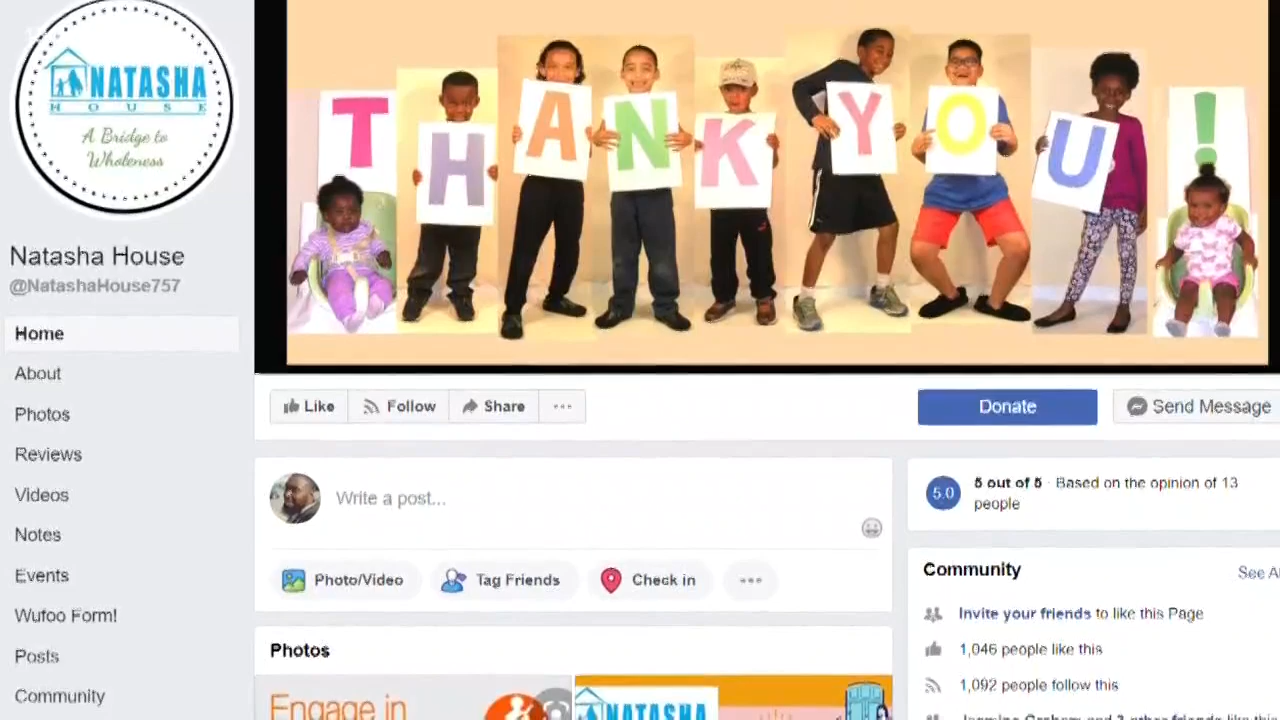 NATASHA
HOUSE
A Bridge to
Wholeness
THANK YOU!
Natasha House
@NatashaHouse757
Home
About
Photos
Reviews
Videos
Notes
Events
Wufoo Form!
Posts
Community
Like
Follow
Share
Donate
Send Message
Write a post...
Photo/Video
Tag Friends
Check in
Photos
Engage in
NATASHA
5.0
5 out of 5 · Based on the opinion of 13
people
Community
See
Invite your friends to like this Page
1,046 people like this
1,092 people follow this